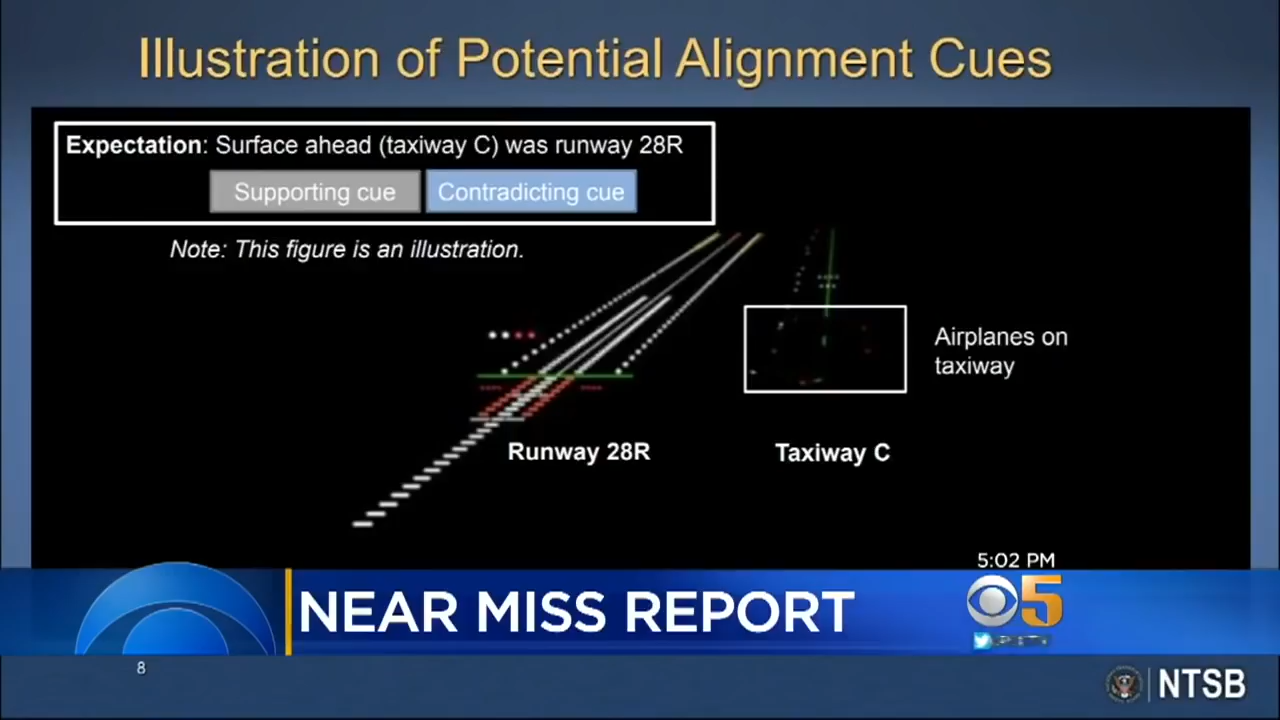 Illustration of Potential Alignment Cues
Expectation: Surface ahead (taxiway C) was runway 28R
Supporting cue
Contradicting cue
Note: This figure is an illustration.
Airplanes on
taxiway
Runway 28R
Taxiway C
5:02 PM
NEAR MISS REPORT
5
8
NTSB